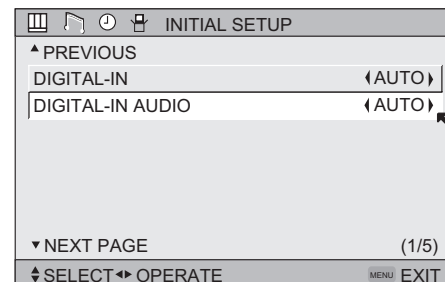 INITIAL SETUP
PREVIOUS
DIGITAL-IN AUTO
DIGITAL-IN AUDIO AUTO
NEXT PAGE (1/5)
SELECT OPERATE MENU EXIT